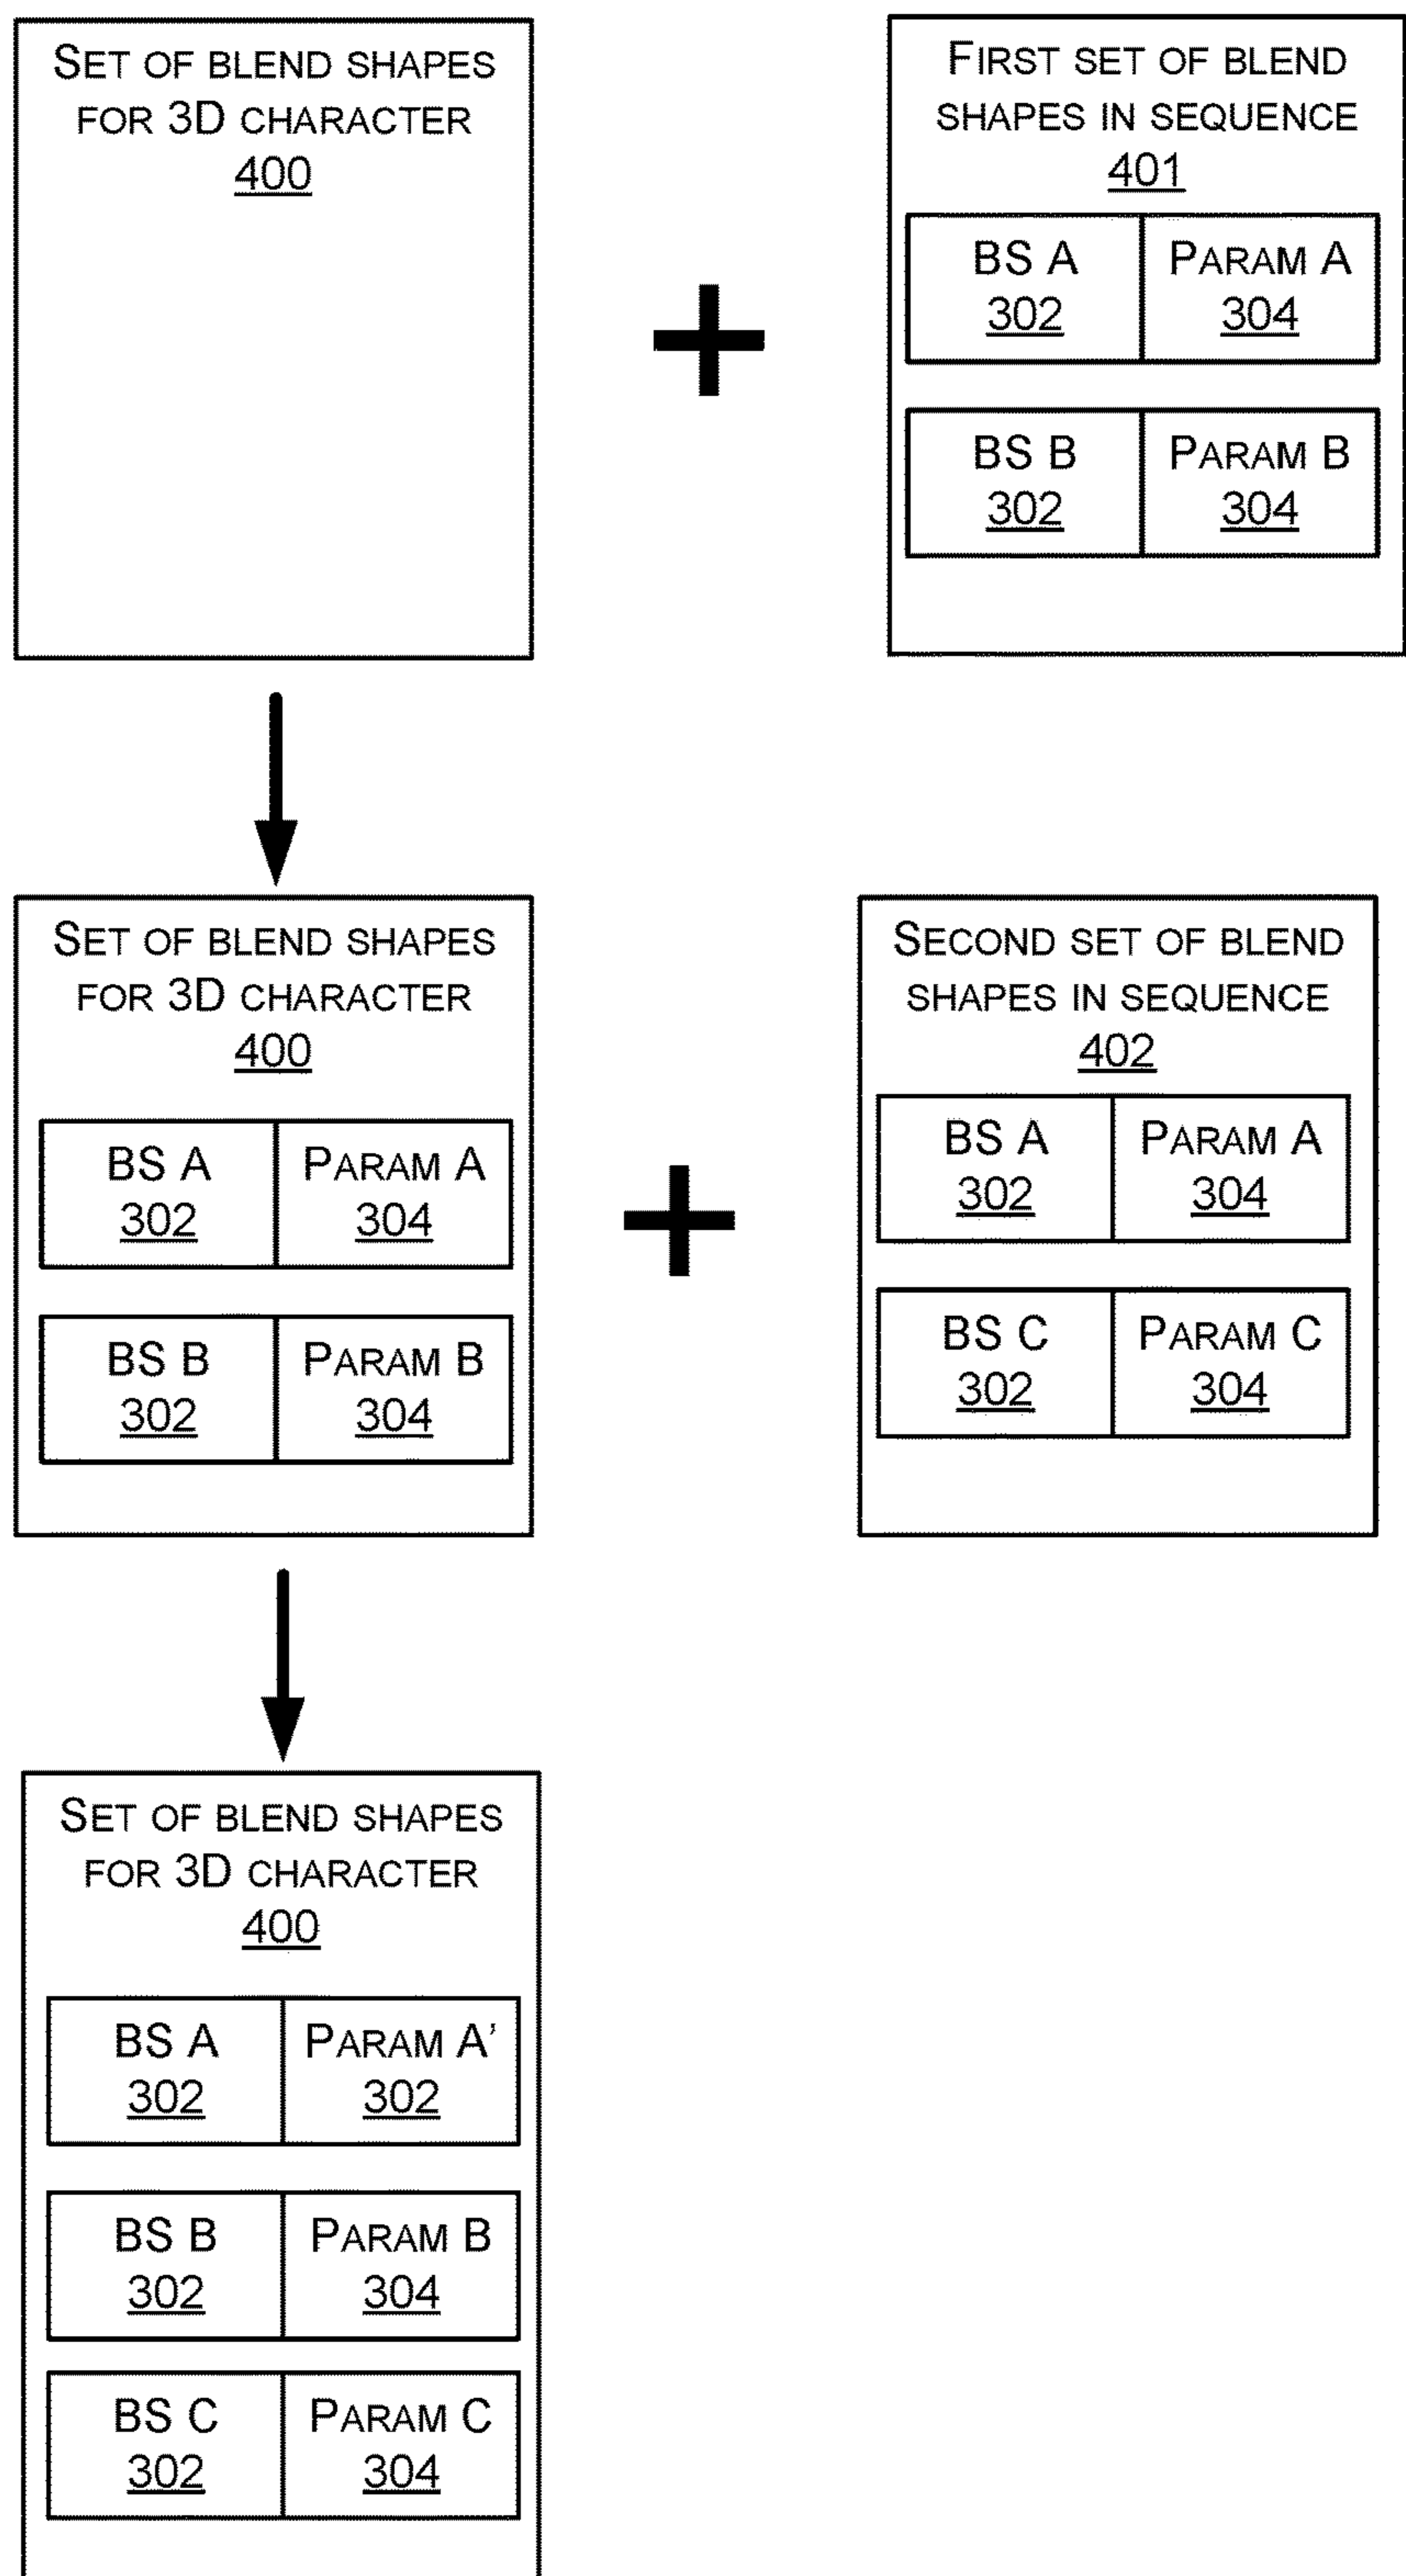 SET OF BLEND SHAPES
FOR 3D CHARACTER
400
FIRST SET OF BLEND
SHAPES IN SEQUENCE
401
BS A
302
PARAM A
304
BS B
302
PARAM B
304
SET OF BLEND SHAPES
FOR 3D CHARACTER
400
BS A
302
PARAM A
304
BS B
302
PARAM B
304
SECOND SET OF BLEND
SHAPES IN SEQUENCE
402
BS A
302
PARAM A
304
BS C
302
PARAM C
304
SET OF BLEND SHAPES
FOR 3D CHARACTER
400
BS A
302
PARAM A'
302
BS B
302
PARAM B
304
BS C
302
PARAM C
304